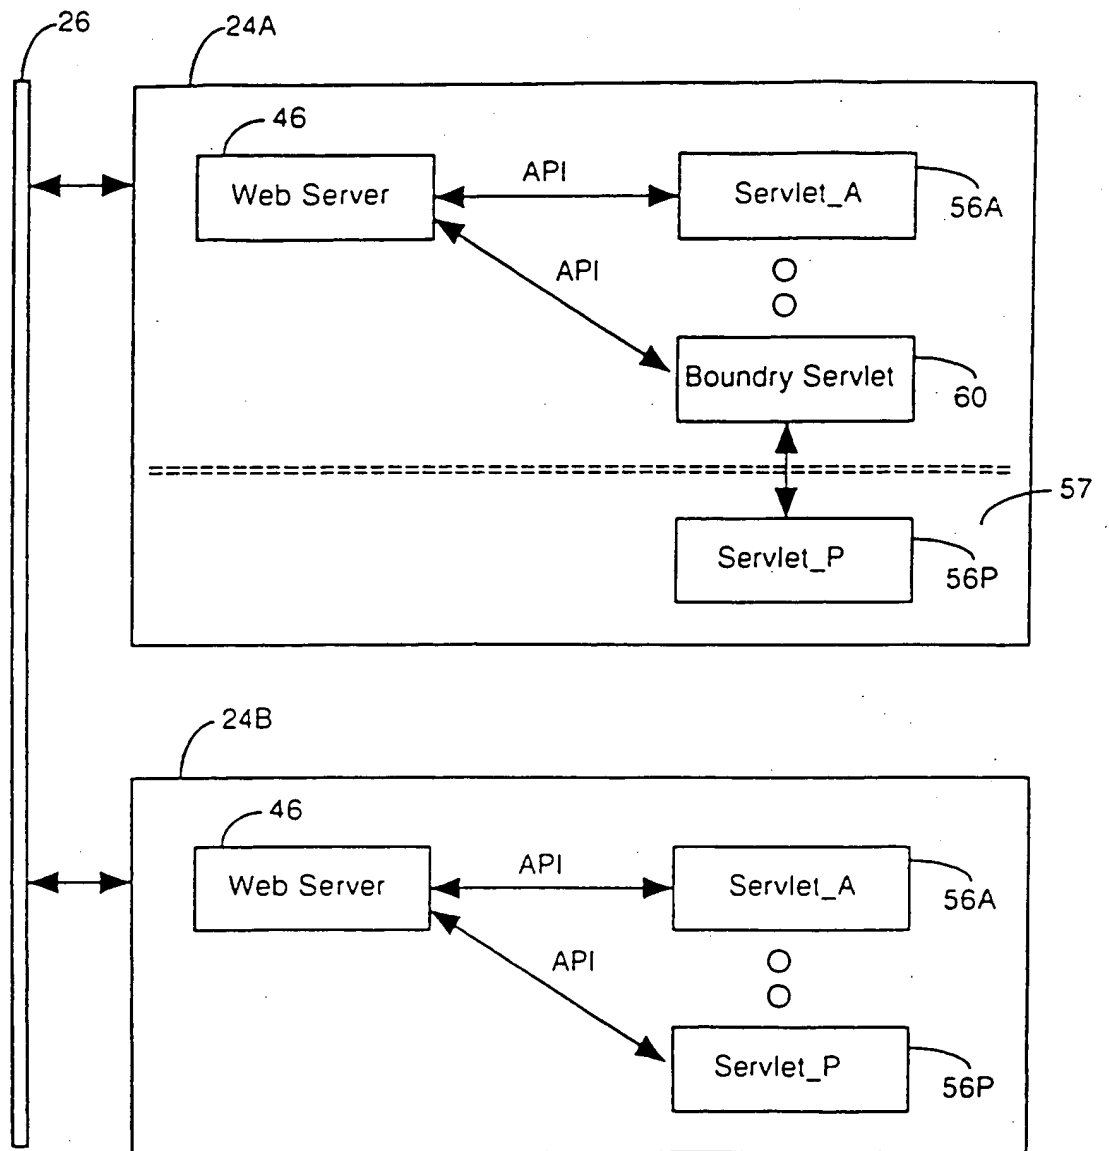 26
24A
46
Web Server
API
Servlet_A
56A
API
Boundry Servlet
60
57
Servlet_P
56P
24B
46
Web Server
API
Servlet_A
56A
API
Servlet_P
56P